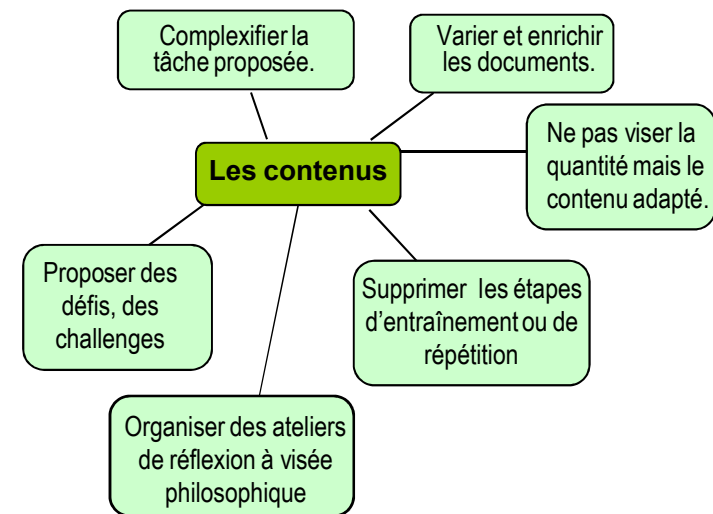 Complexifier la
tâche proposée.
Varier et enrichir
les documents.
Les contenus
Ne pas viser la
quantité mais le
contenu adapté.
Proposer des
défis, des
challenges
Supprimer les étapes
d'entraînement ou de
répétition
Organiser des ateliers
de réflexion à visée
philosophique